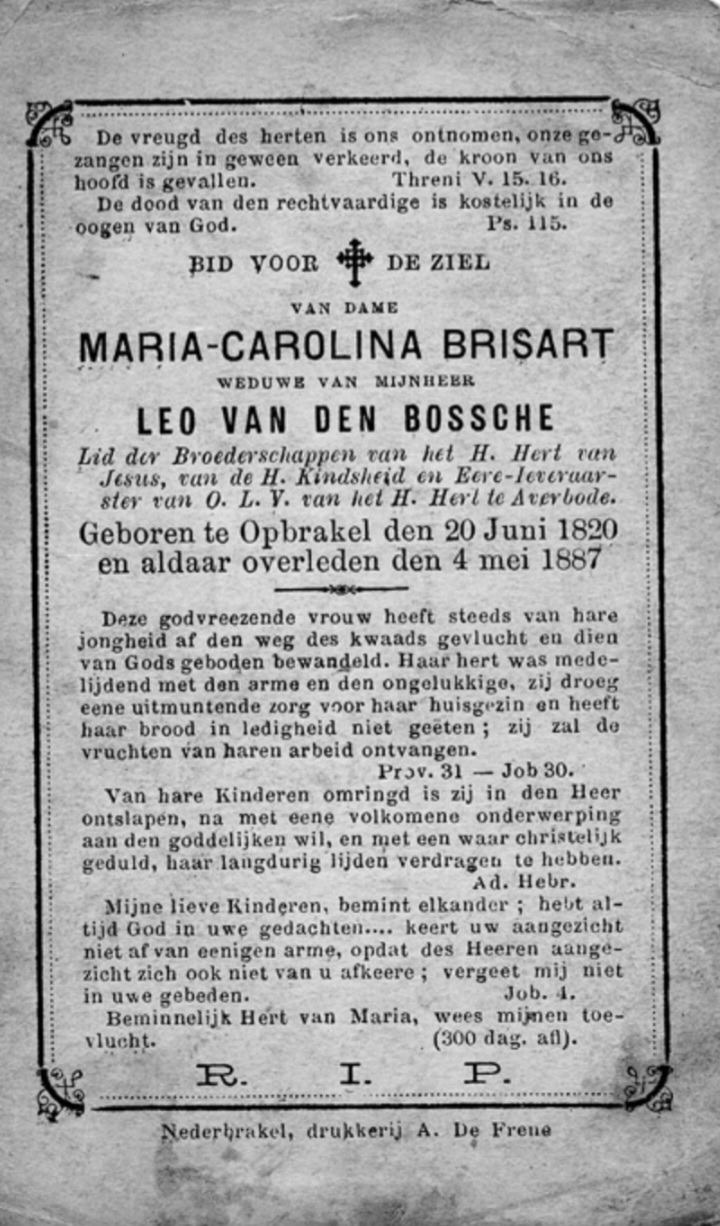 De vreugd des herten is ons ontnomen, onze ge-
zangen zijn in geween verkeerd, de kroon van ons
hoofd is gevallen. Threni V. 15. 16.
De dood van den rechtvaardige is kostelijk in de
oogen van God. Ps. 115.
BID VOOR DE ZIEL
VAN DAME
MARIA-CAROLINA BRISART
WEDUWE VAN MIJNHEER
LEO VAN DEN BOSSCHE
Lid der Broederschappen van het H. Hert van
Jesus, van de H. Kindsheid en Eere-Ieveraar-
ster van O. L. V. van het H. Hert te Averbode.
Geboren te Opbrakel den 20 Juni 1820
en aldaar overleden den 4 mei 1887
Deze godvreezende vrouw heeft steeds van hare
jongheid af den weg des kwaads gevlucht en dien
van Gods geboden bewandeld. Haar hert was mede-
lijdend met den arme en den ongelukkige, zij droeg
eene uitmuntende zorg voor haar huisgezin en heeft
haar brood in ledigheid niet geëten ; zij zal de
vruchten van haren arbeid ontvangen.
Prov. 31 — Job 30.
Van hare Kinderen omringd is zij in den Heer
ontslapen, na met eene volkomene onderwerping
aan den goddelijken wil, en met een waar christelijk
geduld, haar langdurig lijden verdragen te hebben.
Ad. Hebr.
Mijne lieve Kinderen, bemint elkander ; hebt al-
tijd God in uwe gedachten.... keert uw aangezicht
niet af van eenigen arme, opdat des Heeren aange-
zicht zich ook niet van u afkeere ; vergeet mij niet
in uwe gebeden. Job. 4.
Beminnelijk Hert van Maria, wees mijnen toe-
vlucht. (300 dag. afl).
R. I. P.
Nederbrakel, drukkerij A. De Frene